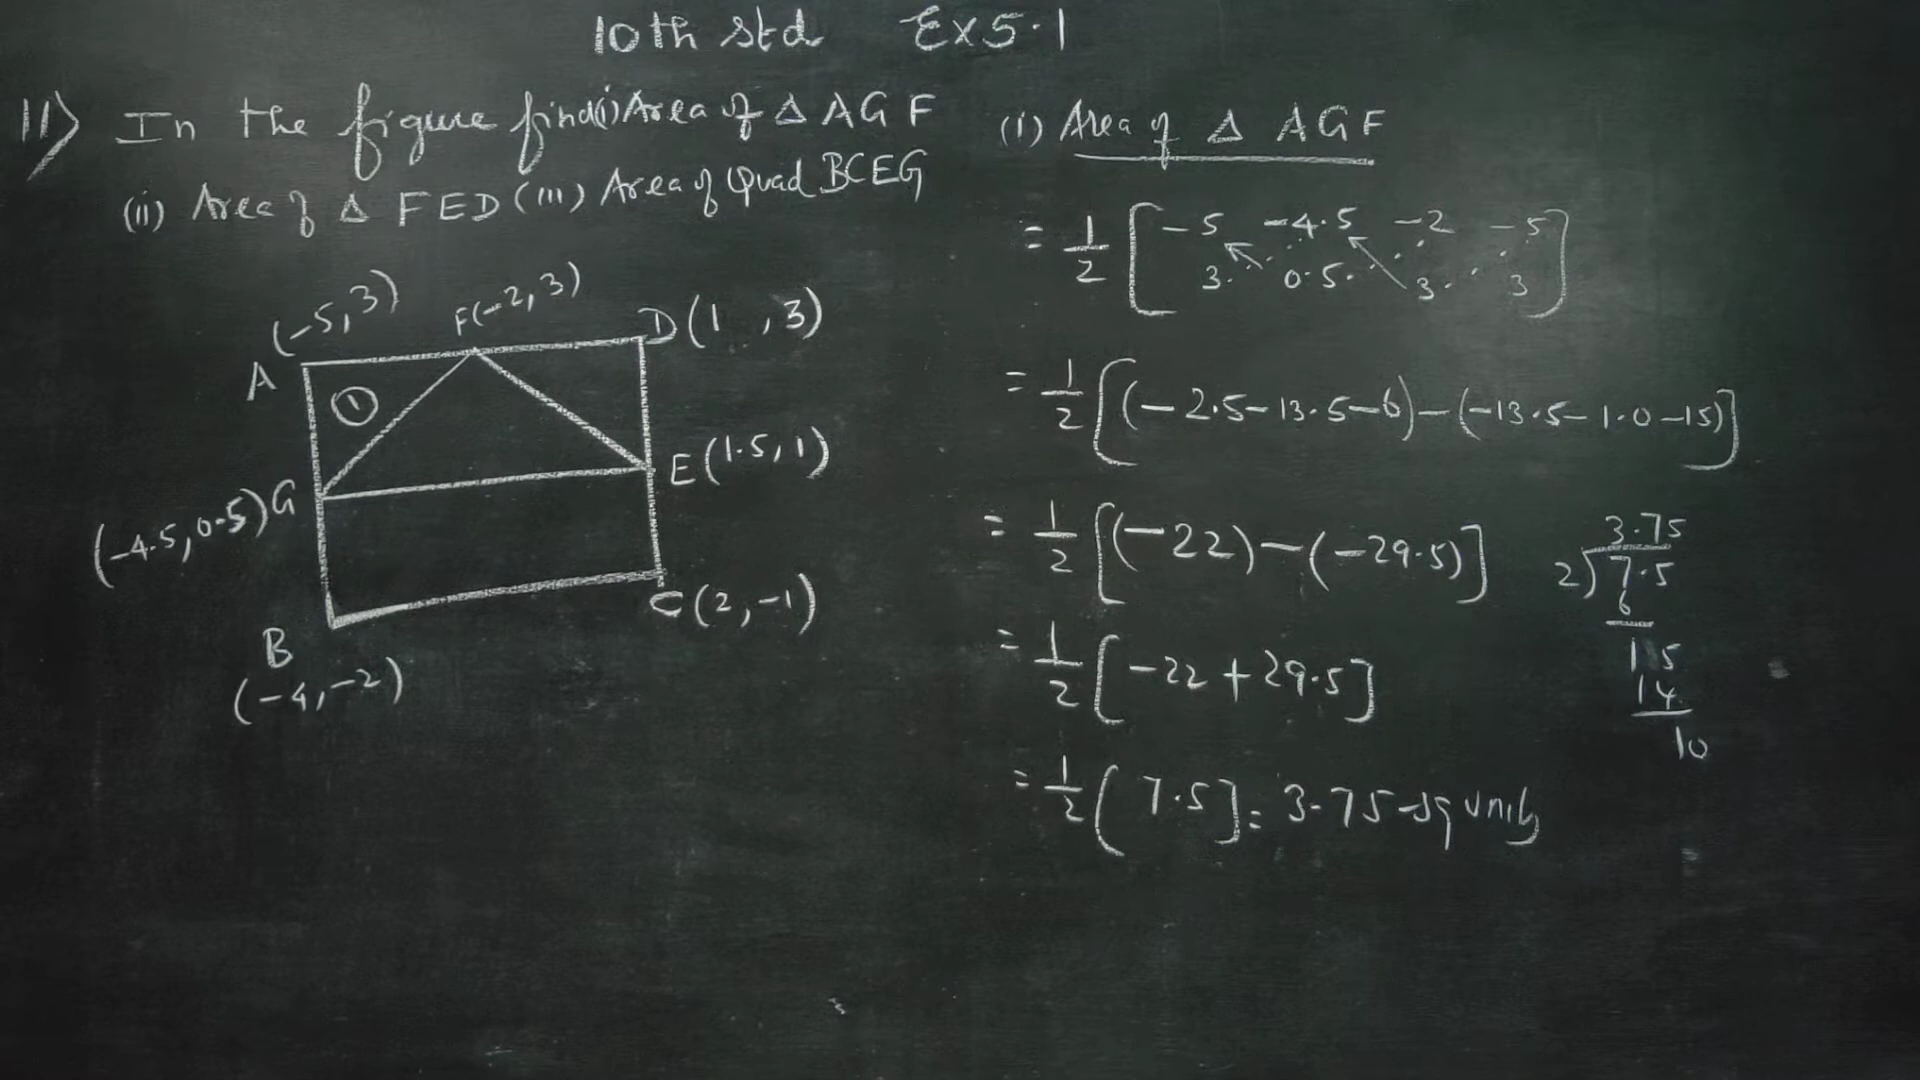 10th std Ex 5.1
11) In the figure find (i) Area of Δ AGF
(ii) Area of Δ FED (iii) Area of Quad BCEG
(-5, 3)
F(-2, 3)
D(1, 3)
A
①
E(1.5, 1)
(-4.5, 0.5) G
C(2, -1)
B
(-4, -2)
(i) Area of Δ AGF
= 1/2 [ -5 -4.5 -2 -5
3 0.5 3 3 ]
= 1/2 [(-2.5-13.5-6)-(-13.5-1.0-15)]
= 1/2 [(-22)-(-29.5)]
= 1/2 [-22+29.5]
= 1/2 (7.5] = 3.75 sq units
3.75
2)7.5
6
15
14
10